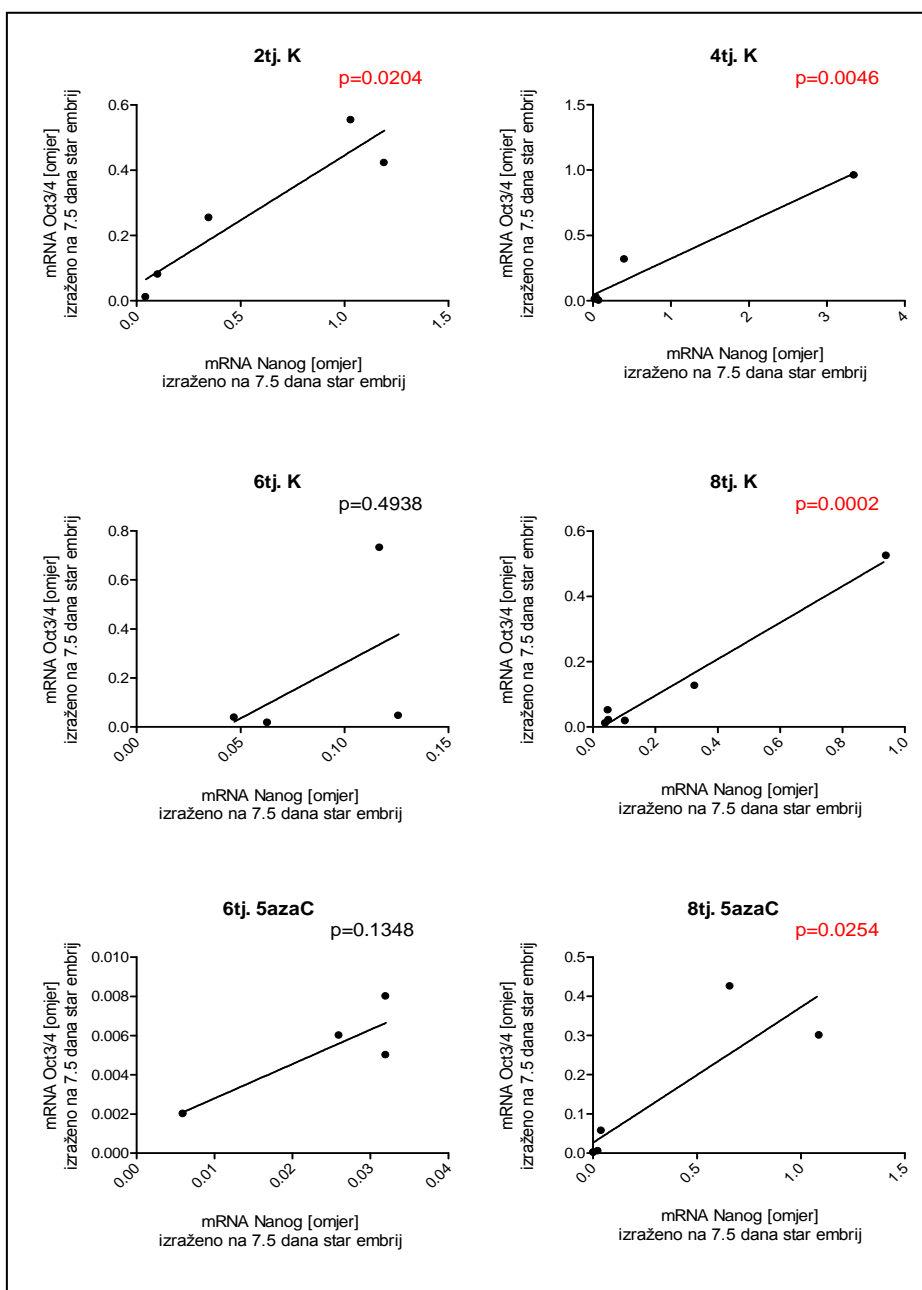 2tj. K
p=0.0204
mRNA Oct3/4 [omjer]
izraženo na 7.5 dana star embrij
0.6
0.4
0.2
0.0
0.0
0.5
1.0
1.5
mRNA Nanog [omjer]
izraženo na 7.5 dana star embrij
4tj. K
p=0.0046
mRNA Oct3/4 [omjer]
izraženo na 7.5 dana star embrij
1.5
1.0
0.5
0.0
0
1
2
3
4
mRNA Nanog [omjer]
izraženo na 7.5 dana star embrij
6tj. K
p=0.4938
mRNA Oct3/4 [omjer]
izraženo na 7.5 dana star embrij
0.8
0.6
0.4
0.2
0.0
0.00
0.05
0.10
0.15
mRNA Nanog [omjer]
izraženo na 7.5 dana star embrij
8tj. K
p=0.0002
mRNA Oct3/4 [omjer]
izraženo na 7.5 dana star embrij
0.6
0.4
0.2
0.0
0.0
0.2
0.4
0.6
0.8
1.0
mRNA Nanog [omjer]
izraženo na 7.5 dana star embrij
6tj. 5azaC
p=0.1348
mRNA Oct3/4 [omjer]
izraženo na 7.5 dana star embrij
0.010
0.008
0.006
0.004
0.002
0.000
0.00
0.01
0.02
0.03
0.04
mRNA Nanog [omjer]
izraženo na 7.5 dana star embrij
8tj. 5azaC
p=0.0254
mRNA Oct3/4 [omjer]
izraženo na 7.5 dana star embrij
0.5
0.4
0.3
0.2
0.1
0.0
0.0
0.5
1.0
1.5
mRNA Nanog [omjer]
izraženo na 7.5 dana star embrij